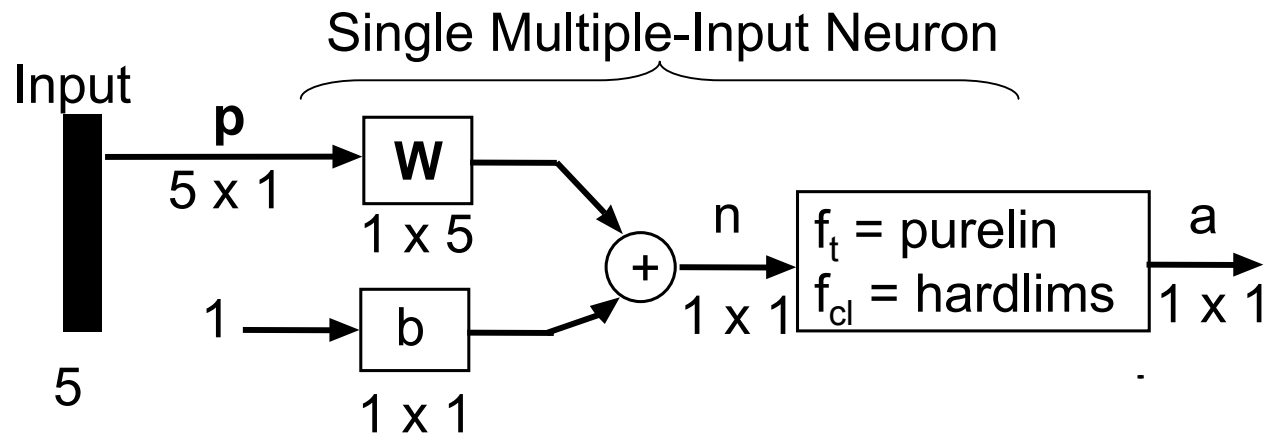 Single Multiple-Input Neuron
Input
p
5 x 1
W
1 x 5
1
b
1 x 1
5
+
n
1 x 1
f_t = purelin
f_cl = hardlims
a
1 x 1
-